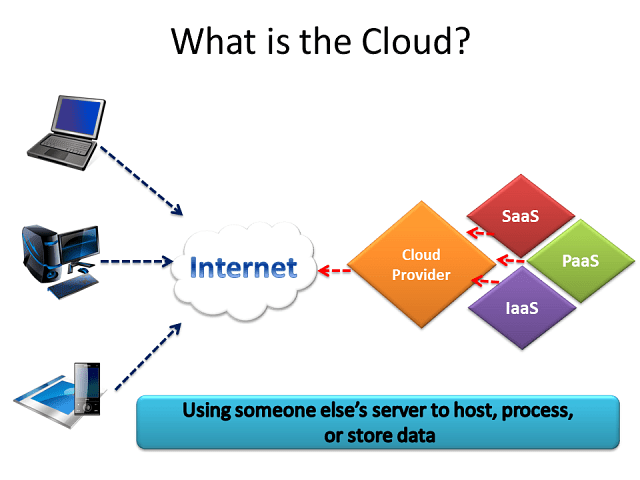 What is the Cloud?
Internet
Cloud
Provider
SaaS
PaaS
IaaS
Using someone else's server to host, process,
or store data